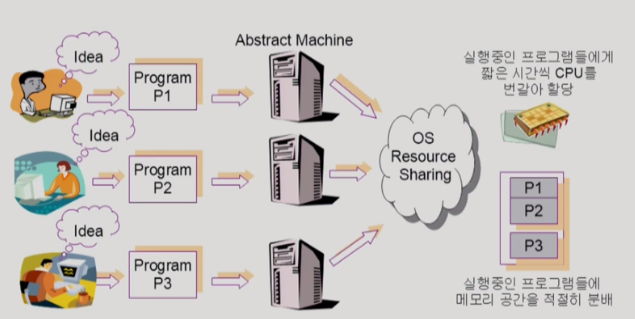 Abstract Machine
Idea
Program
P1
Idea
Program
P2
Idea
Program
P3
OS
Resource
Sharing
실행중인 프로그램들에게
짧은 시간씩 CPU를
번갈아 할당
P1
P2
P3
실행중인 프로그램들에
메모리 공간을 적절히 분배